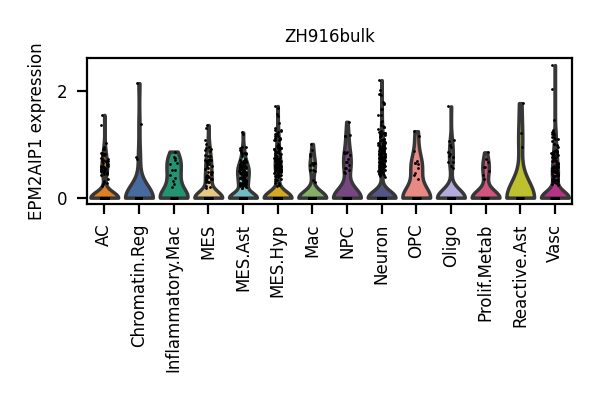 ZH916bulk
EPM2AIP1 expression
2
0
AC
Chromatin.Reg
Inflammatory.Mac
MES
MES.Ast
MES.Hyp
Mac
NPC
Neuron
OPC
Oligo
Prolif.Metab
Reactive.Ast
Vasc